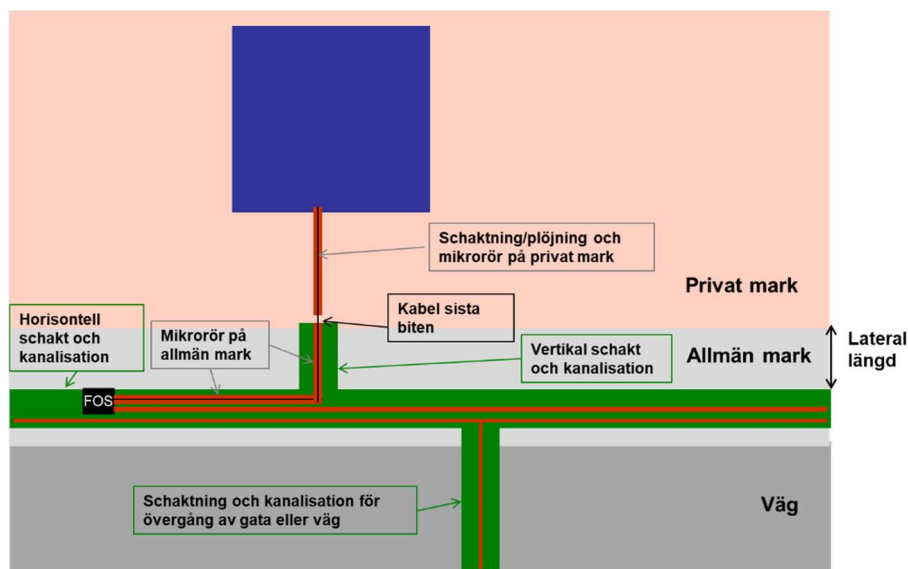 Schaktning/plöjning och
mikrorör på privat mark
Privat mark
Kabel sista
biten
Horisontell
schakt och
kanalisation
Mikrorör på
allmän mark
Vertikal schakt
och kanalisation
Allmän mark
Lateral
längd
FOS
Schaktning och kanalisation för
övergång av gata eller väg
Väg